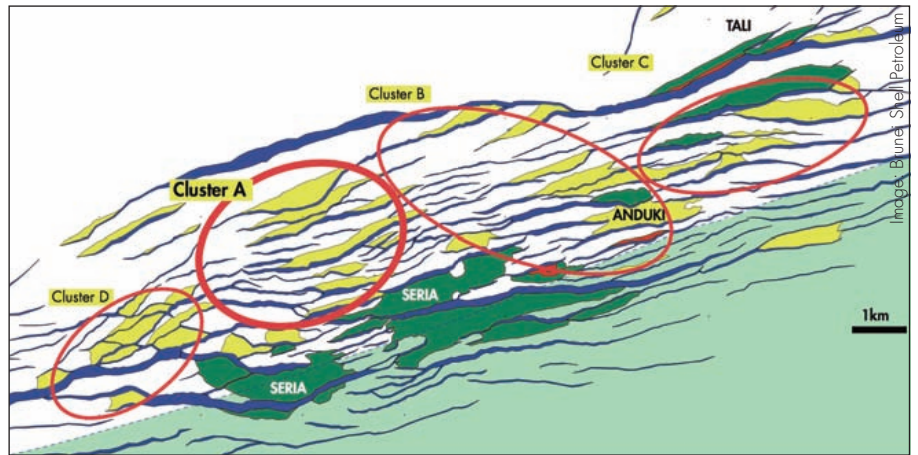 TALI
Cluster C
Cluster B
Cluster A
ANDUKI
Cluster D
SERIA
1km
SERIA
Image: Brunei Shell Petroleum